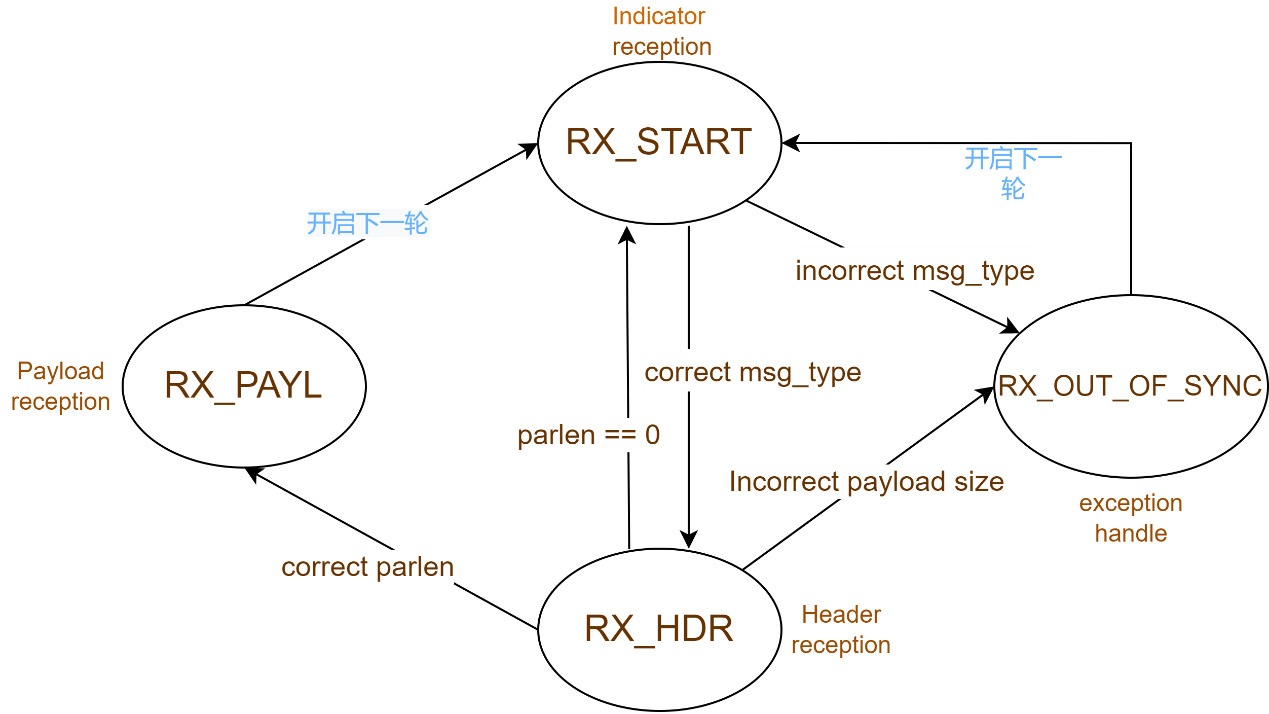 Indicator
reception
RX_START
开启下一
轮
开启下一轮
incorrect msg_type
Payload
reception
RX_PAYL
correct msg_type
RX_OUT_OF_SYNC
parlen == 0
Incorrect payload size
exception
handle
correct parlen
RX_HDR
Header
reception